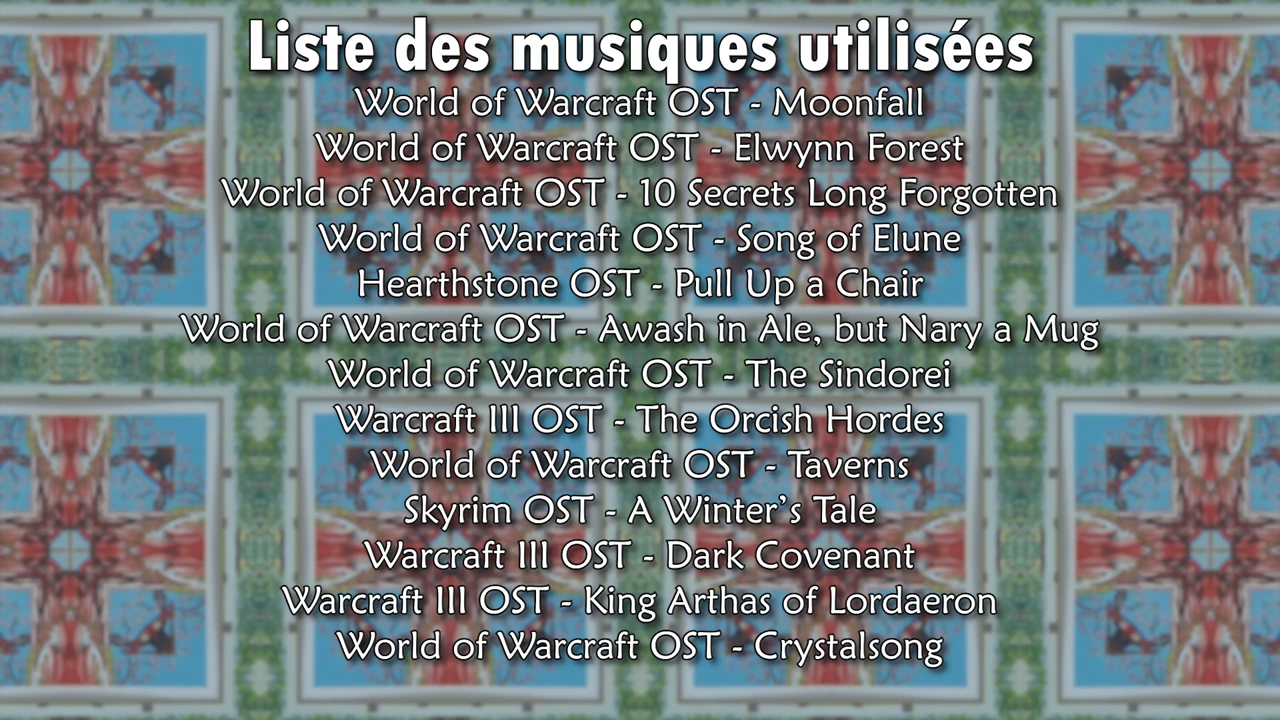 Liste des musiques utilisées
World of Warcraft OST - Moonfall
World of Warcraft OST - Elwynn Forest
World of Warcraft OST - 10 Secrets Long Forgotten
World of Warcraft OST - Song of Elune
Hearthstone OST - Pull Up a Chair
World of Warcraft OST - Awash in Ale, but Nary a Mug
World of Warcraft OST - The Sindorei
Warcraft III OST - The Orcish Hordes
World of Warcraft OST - Taverns
Skyrim OST - A Winter’s Tale
Warcraft III OST - Dark Covenant
Warcraft III OST - King Arthas of Lordaeron
World of Warcraft OST - Crystalsong